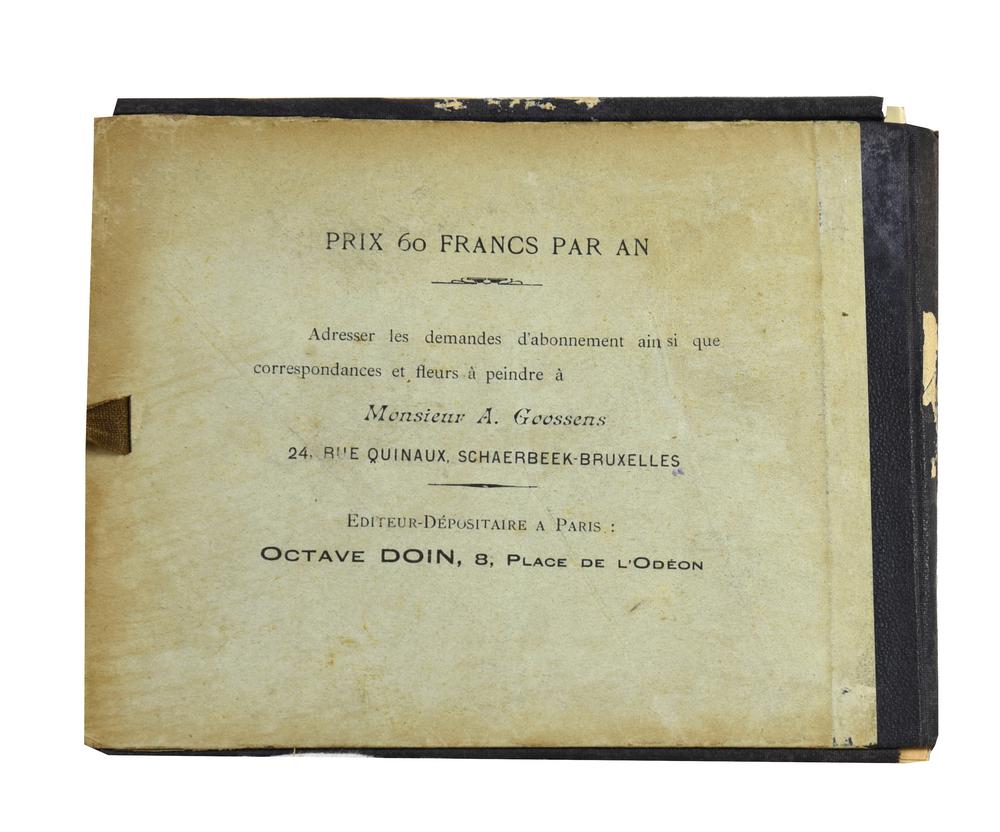 PRIX 60 FRANCS PAR AN
Adresser les demandes d'abonnement ainsi que
correspondances et fleurs à peindre à
Monsieur A. Goossens
24, RUE QUINAUX, SCHAERBEEK-BRUXELLES
EDITEUR-DÉPOSITAIRE A PARIS :
OCTAVE DOIN, 8, PLACE DE L'ODÉON